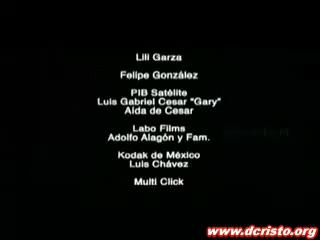 Lili Garza
Felipe González
PIB Satélite
Luis Gabriel Cesar "Gary"
Aida de Cesar
Labo Films
Adolfo Alagón y Fam.
Kodak de México
Luis Chávez
Multi Click
www.dcristo.org